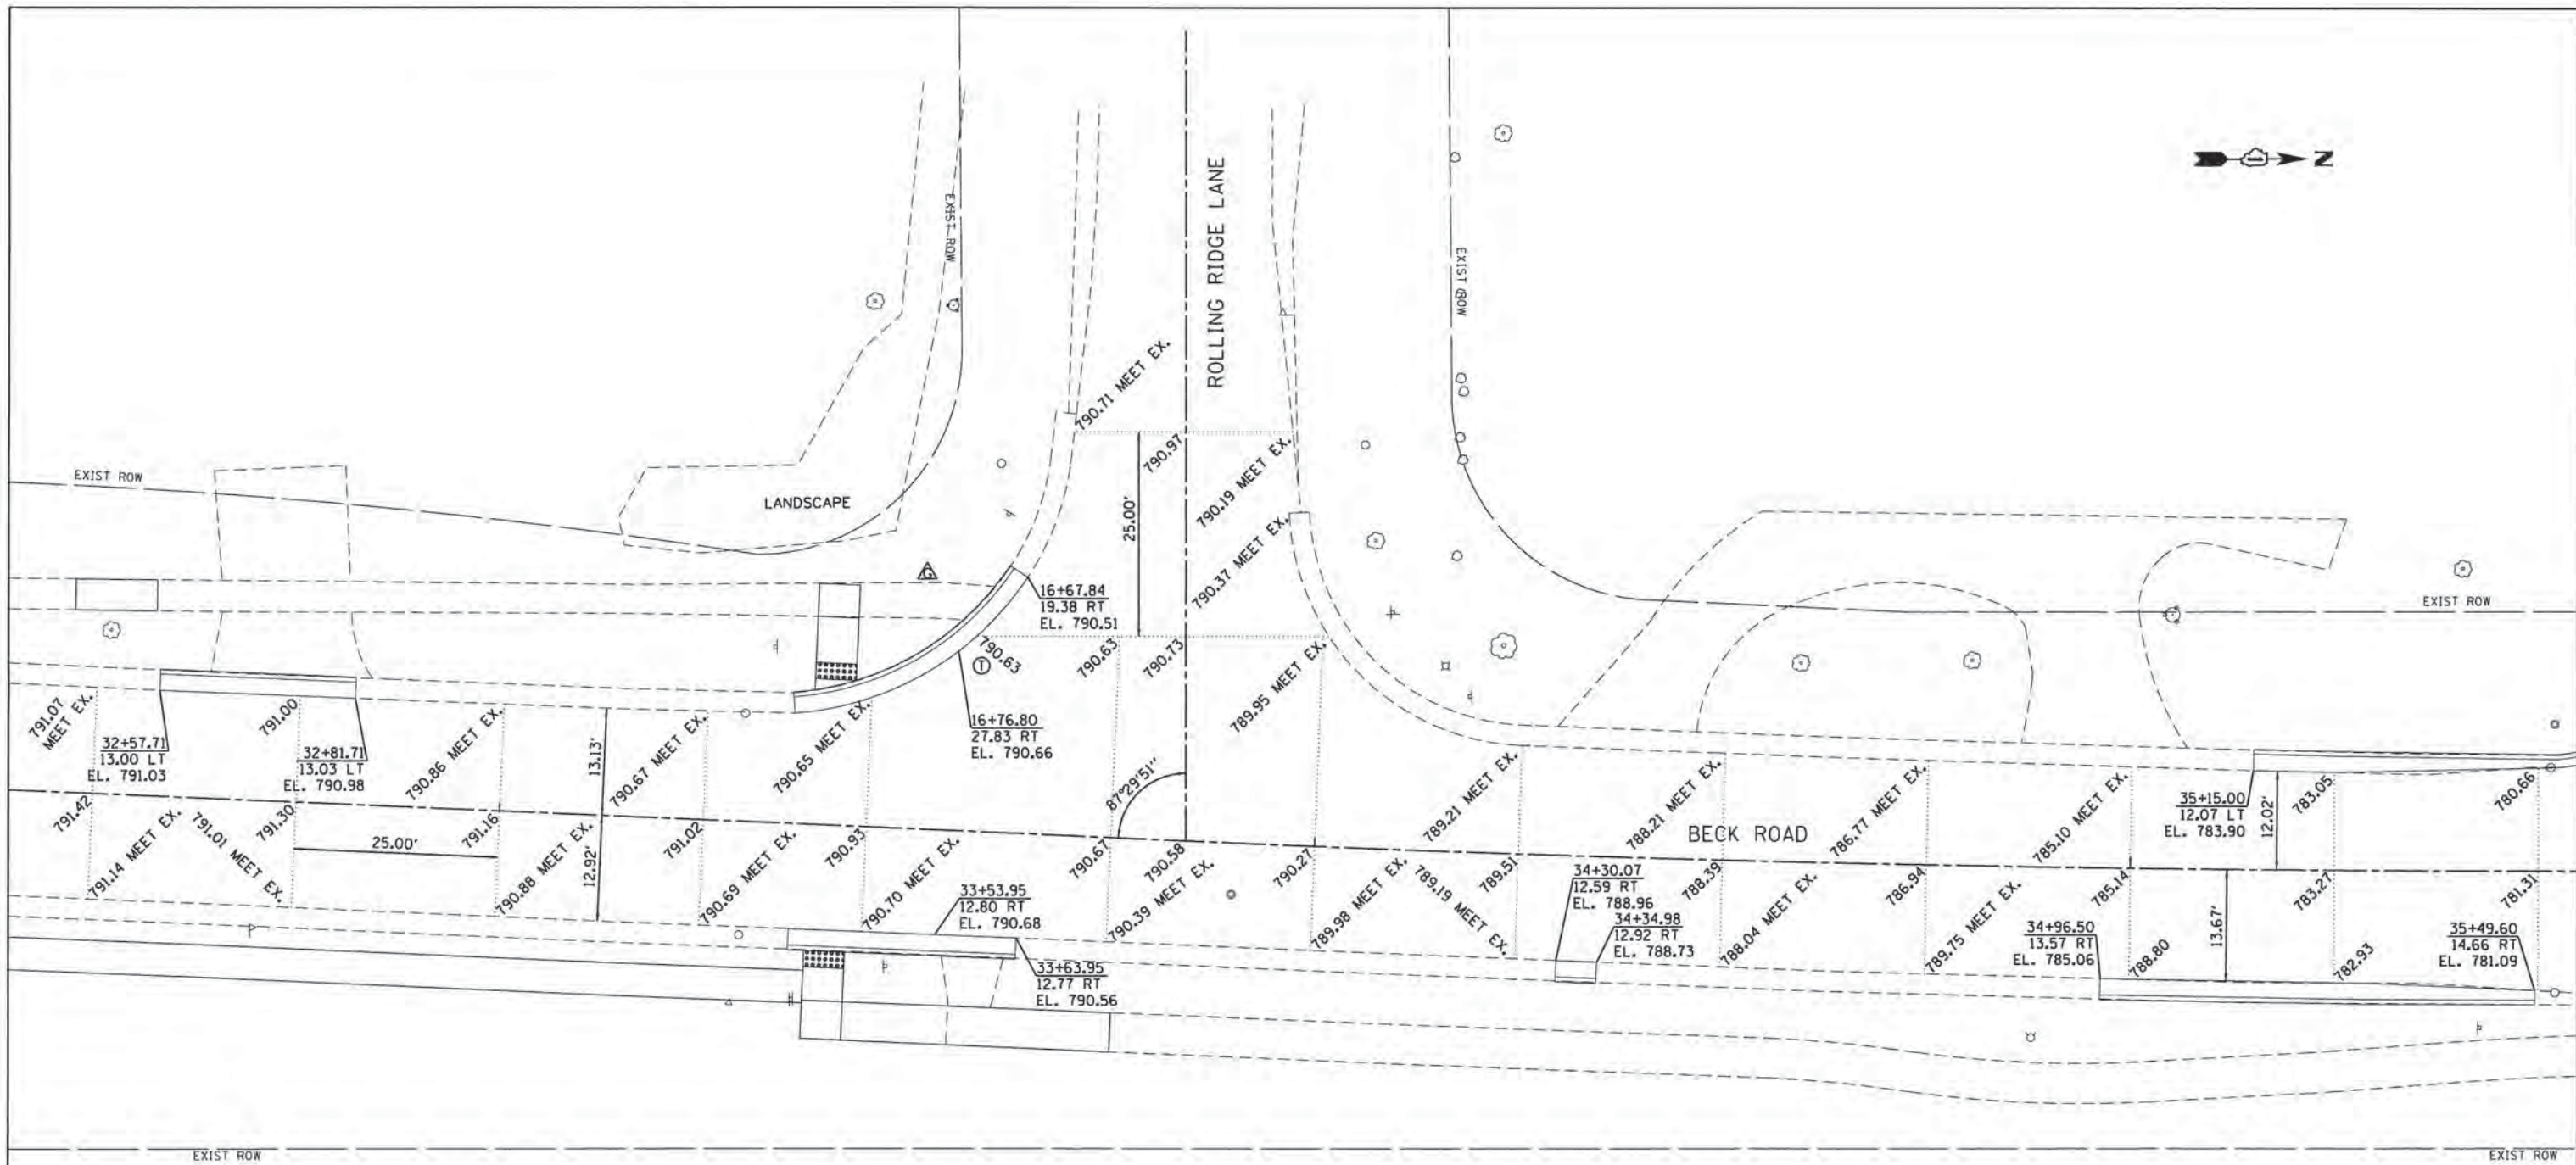 N
ROLLING RIDGE LANE
EXIST ROW
EXIST ROW
790.71 MEET EX.
790.97
790.19 MEET EX.
25.00'
790.37 MEET EX.
EXIST ROW
LANDSCAPE
G
EXIST ROW
16+67.84
19.38 RT
EL. 790.51
790.63
T
790.63
790.73
789.95 MEET EX.
16+76.80
27.83 RT
EL. 790.66
791.07
MEET EX.
32+57.71
13.00 LT
EL. 791.03
791.00
32+81.71
13.03 LT
EL. 790.98
790.86 MEET EX.
13.13'
790.67 MEET EX.
790.65 MEET EX.
87°29'51"
789.21 MEET EX.
788.21 MEET EX.
BECK ROAD
786.77 MEET EX.
785.10 MEET EX.
35+15.00
12.07 LT
EL. 783.90
12.02'
783.05
780.66
791.42
791.14 MEET EX.
791.01 MEET EX.
791.30
25.00'
791.16
790.88 MEET EX.
12.92'
791.02
790.69 MEET EX.
790.93
790.70 MEET EX.
33+53.95
12.80 RT
EL. 790.68
33+63.95
12.77 RT
EL. 790.56
790.67
790.58
790.39 MEET EX.
790.27
789.98 MEET EX.
789.19 MEET EX.
789.51
34+30.07
12.59 RT
EL. 788.96
34+34.98
12.92 RT
EL. 788.73
788.39
788.04 MEET EX.
786.94
789.75 MEET EX.
34+96.50
13.57 RT
EL. 785.06
785.14
788.80
13.67'
783.27
782.93
781.31
35+49.60
14.66 RT
EL. 781.09
EXIST ROW
EXIST ROW